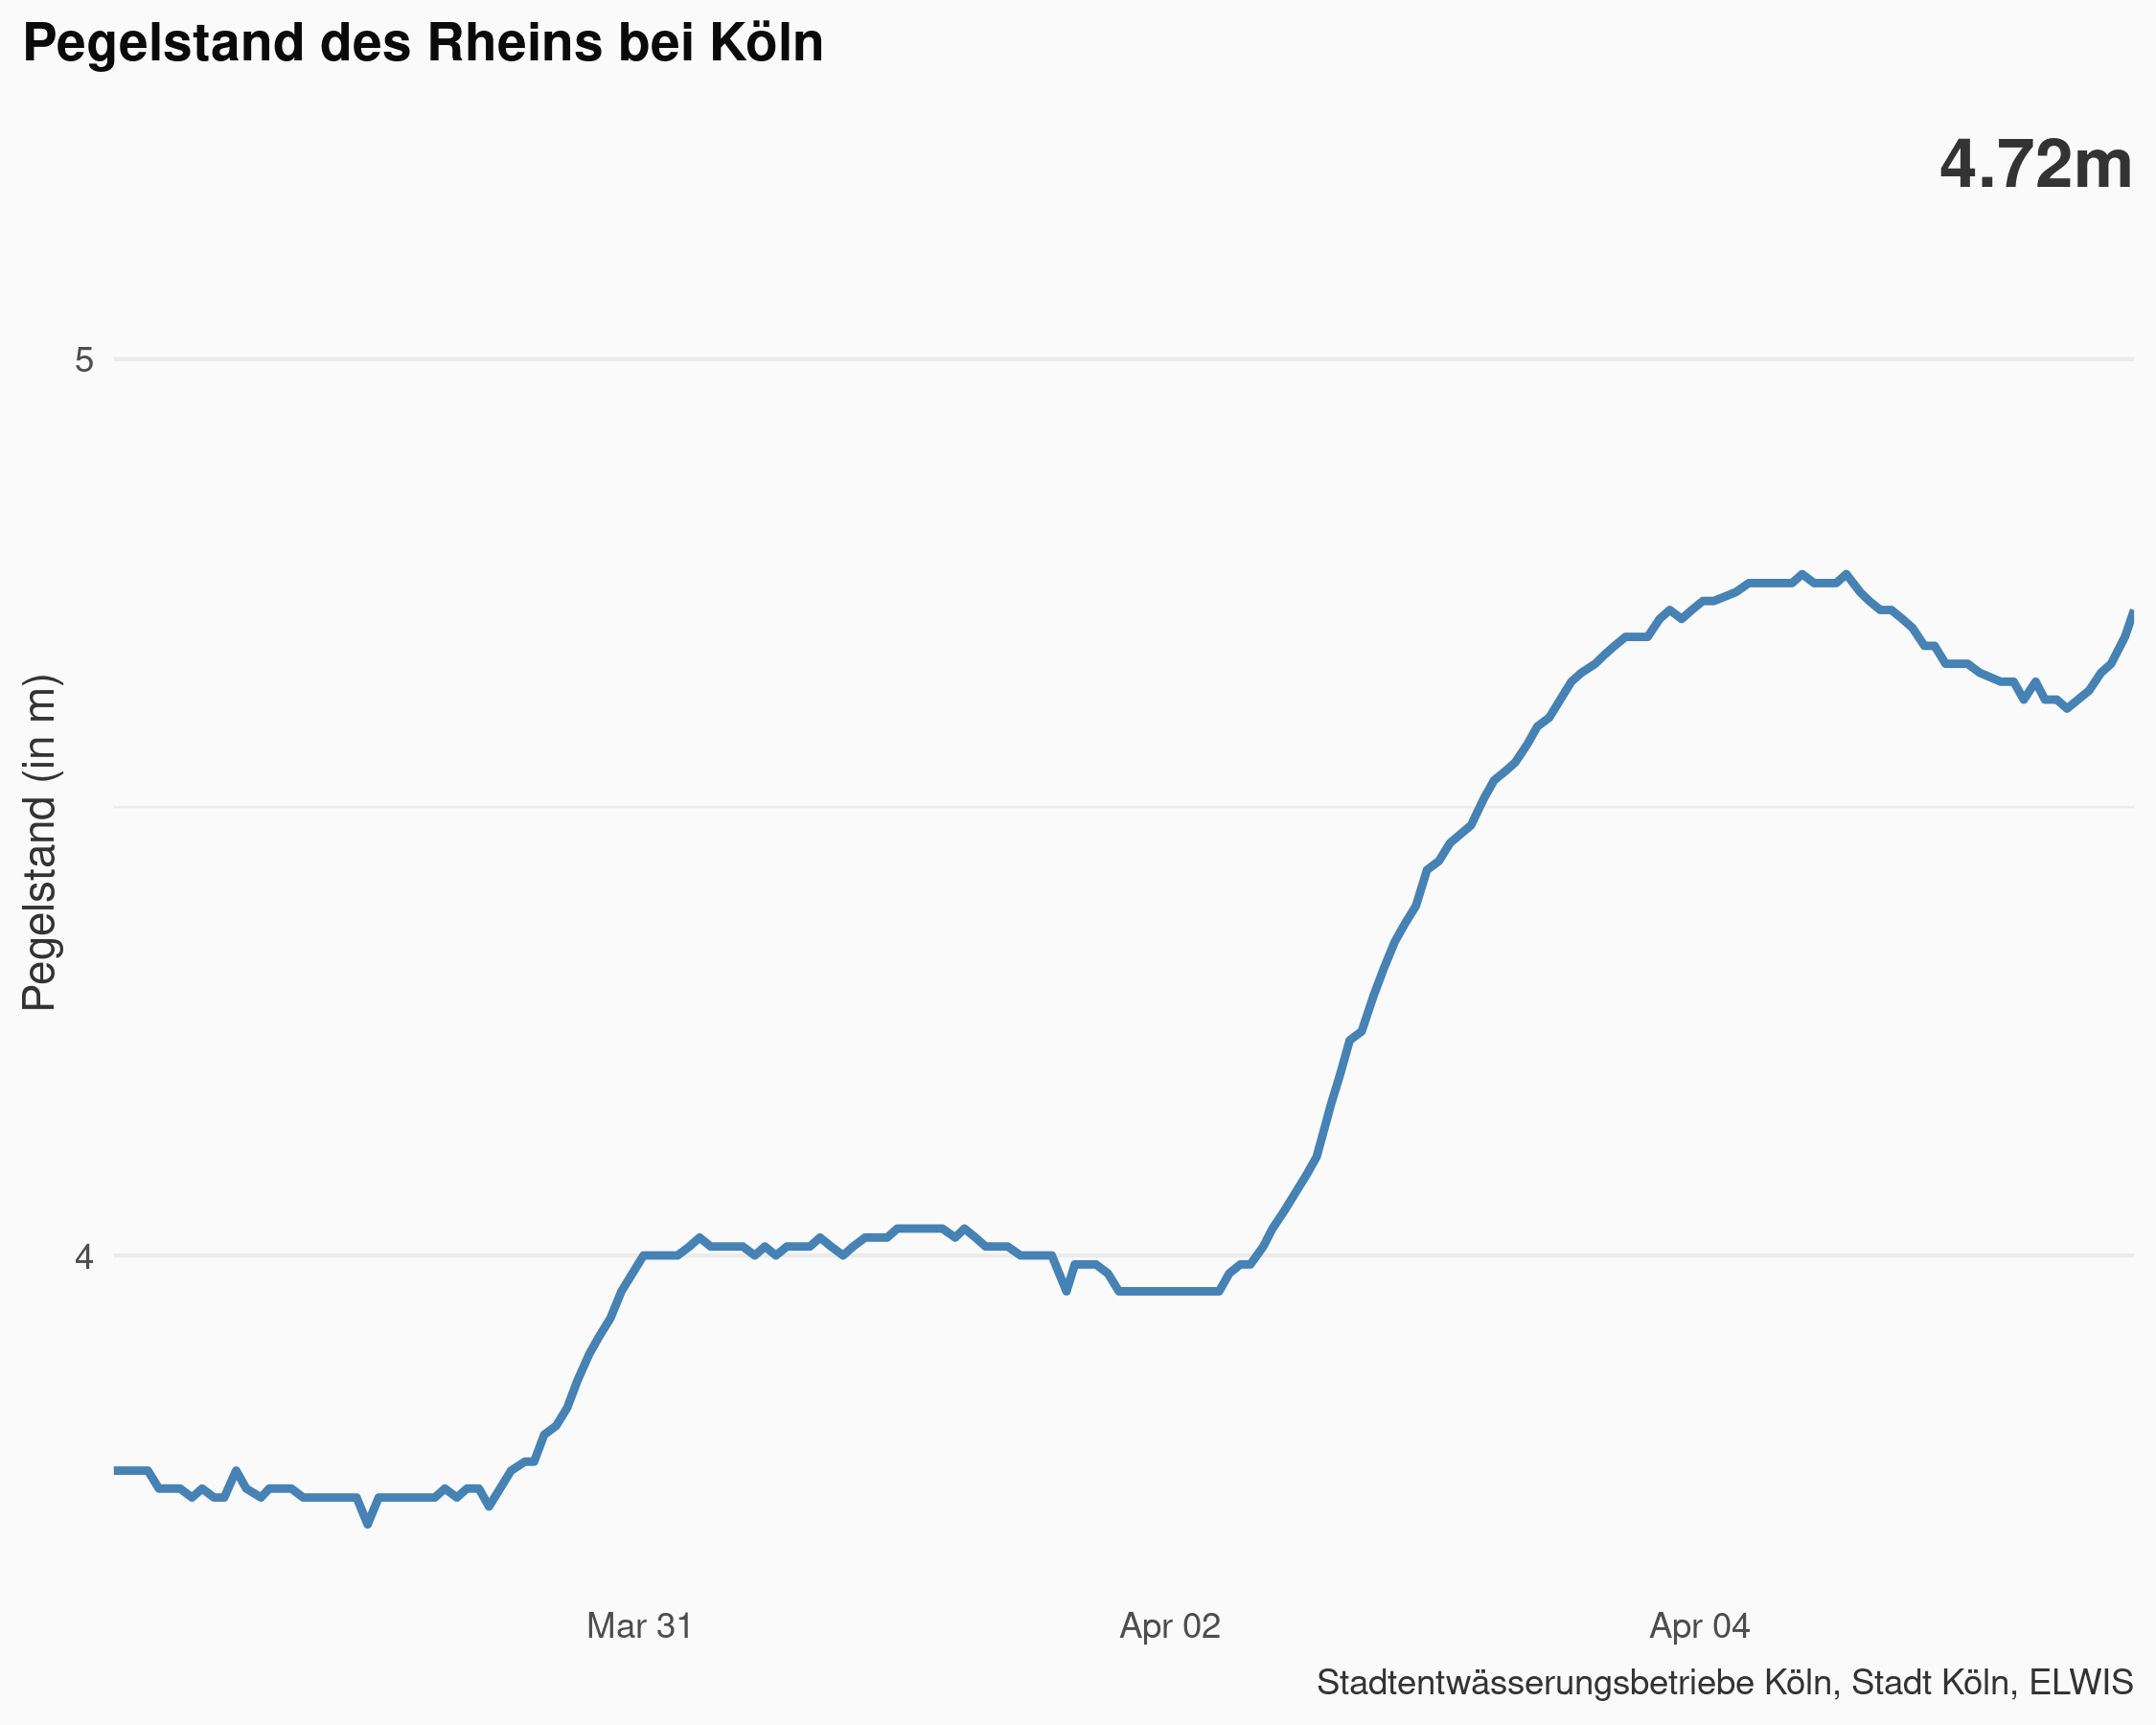 Pegelstand des Rheins bei Köln
4.72m
5
Pegelstand (in m)
4
Mar 31
Apr 02
Apr 04
Stadtentwässerungsbetriebe Köln, Stadt Köln, ELWIS